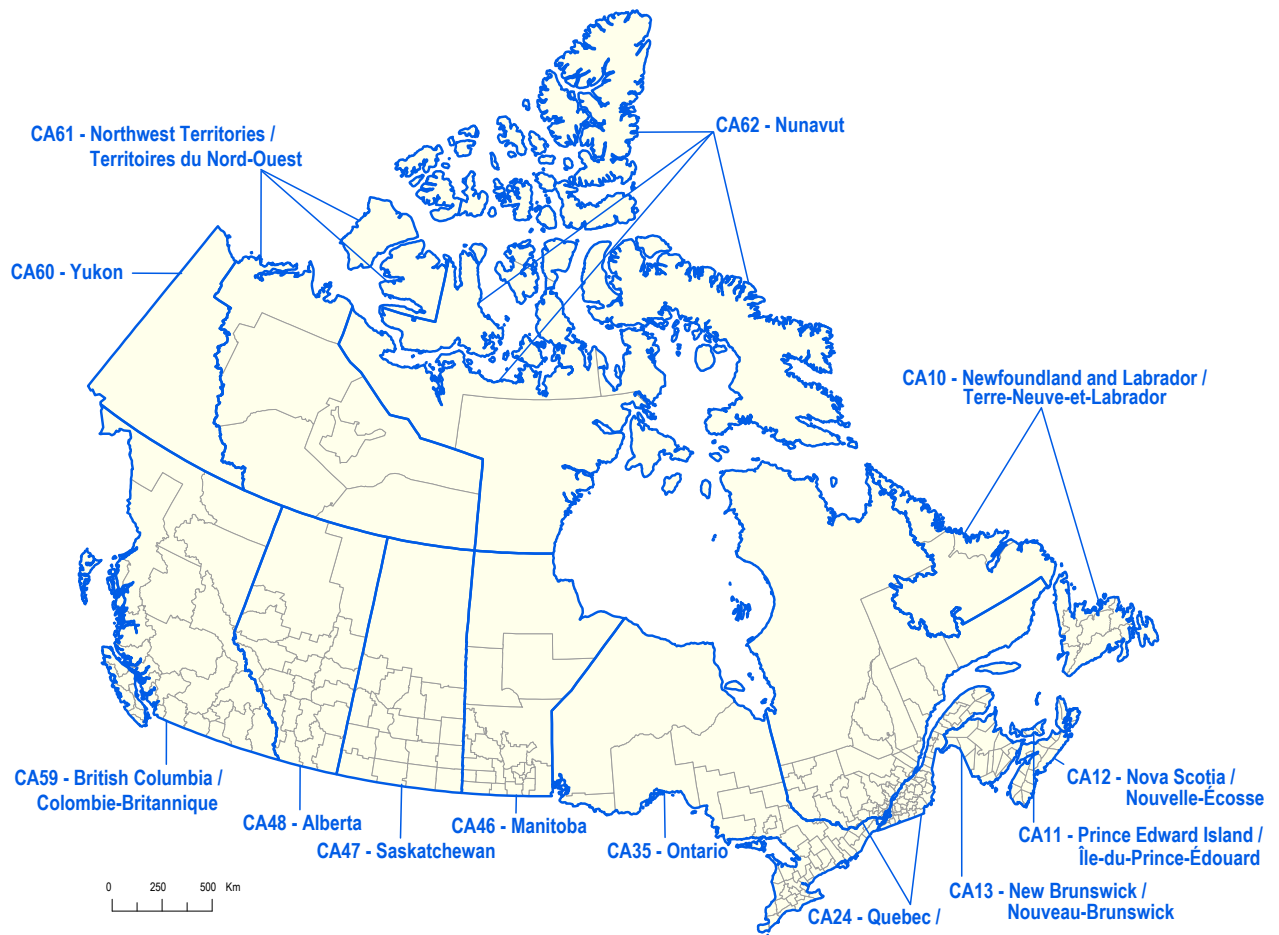 CA61 - Northwest Territories /
Territoires du Nord-Ouest
CA62 - Nunavut
CA60 - Yukon
CA10 - Newfoundland and Labrador /
Terre-Neuve-et-Labrador
CA59 - British Columbia /
Colombie-Britannique
CA48 - Alberta
CA47 - Saskatchewan
CA46 - Manitoba
CA35 - Ontario
CA12 - Nova Scotia /
Nouvelle-Écosse
CA11 - Prince Edward Island /
Île-du-Prince-Édouard
CA13 - New Brunswick /
Nouveau-Brunswick
CA24 - Quebec /
0 250 500 Km